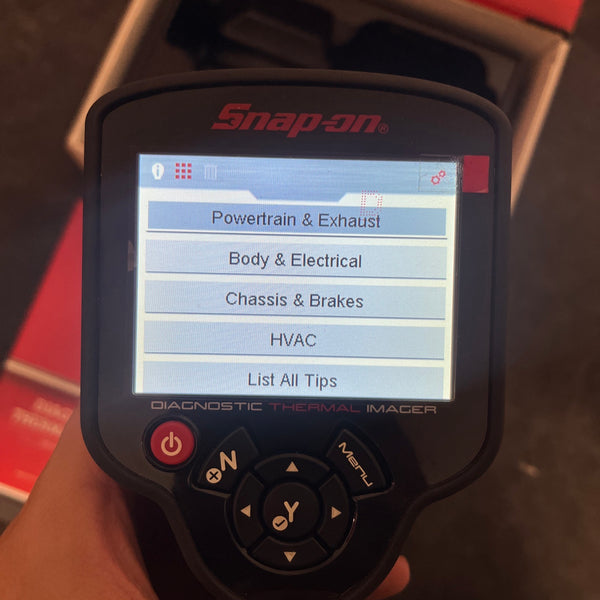 Snap-on®
Powertrain & Exhaust
Body & Electrical
Chassis & Brakes
HVAC
List All Tips
DIAGNOSTIC THERMAL IMAGER
N
Menu
Y